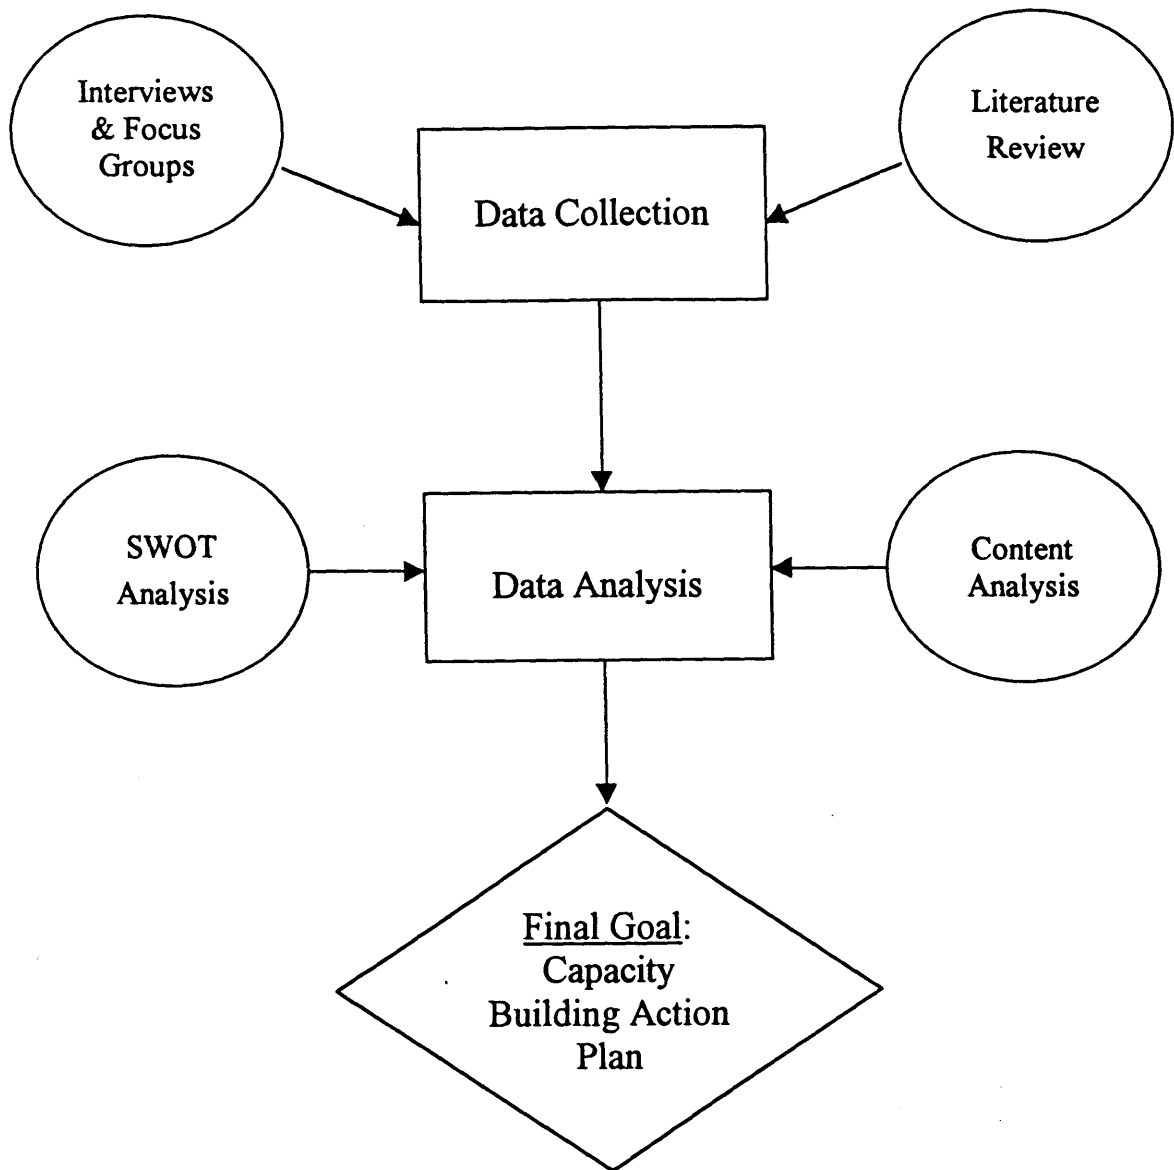 Interviews
& Focus
Groups
Literature
Review
Data Collection
SWOT
Analysis
Data Analysis
Content
Analysis
Final Goal:
Capacity
Building Action
Plan